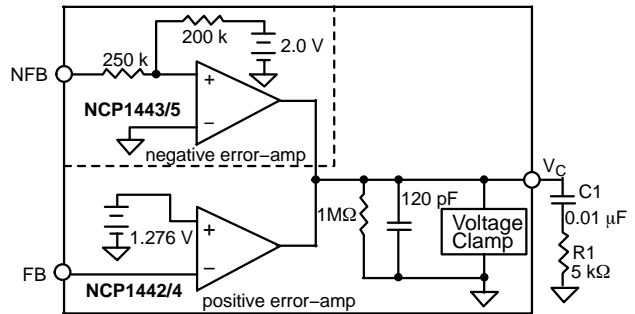 200 k
2.0 V
250 k
NFB
+
NCP1443/5
−
negative error−amp
VC
C1
120 pF
0.01 μF
1MΩ
Voltage
Clamp
+
1.276 V
R1
−
5 kΩ
FB
NCP1442/4
positive error−amp